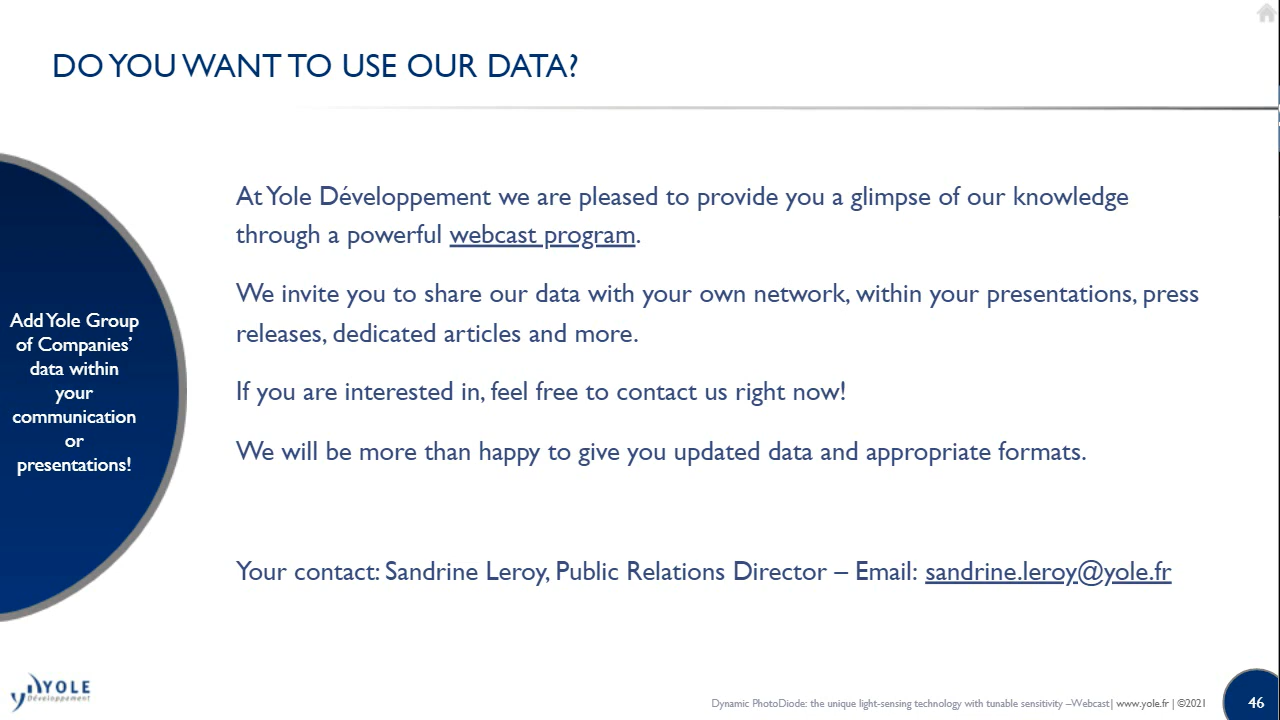 DO YOU WANT TO USE OUR DATA?
At Yole Développement we are pleased to provide you a glimpse of our knowledge
through a powerful webcast program.
We invite you to share our data with your own network, within your presentations, press
releases, dedicated articles and more.
If you are interested in, feel free to contact us right now!
We will be more than happy to give you updated data and appropriate formats.
Your contact: Sandrine Leroy, Public Relations Director – Email: sandrine.leroy@yole.fr
Add Yole Group
of Companies’
data within
your
communication
or
presentations!
YOLE
Développement
Dynamic PhotoDiode: the unique light-sensing technology with tunable sensitivity –Webcast| www.yole.fr | ©2021
46